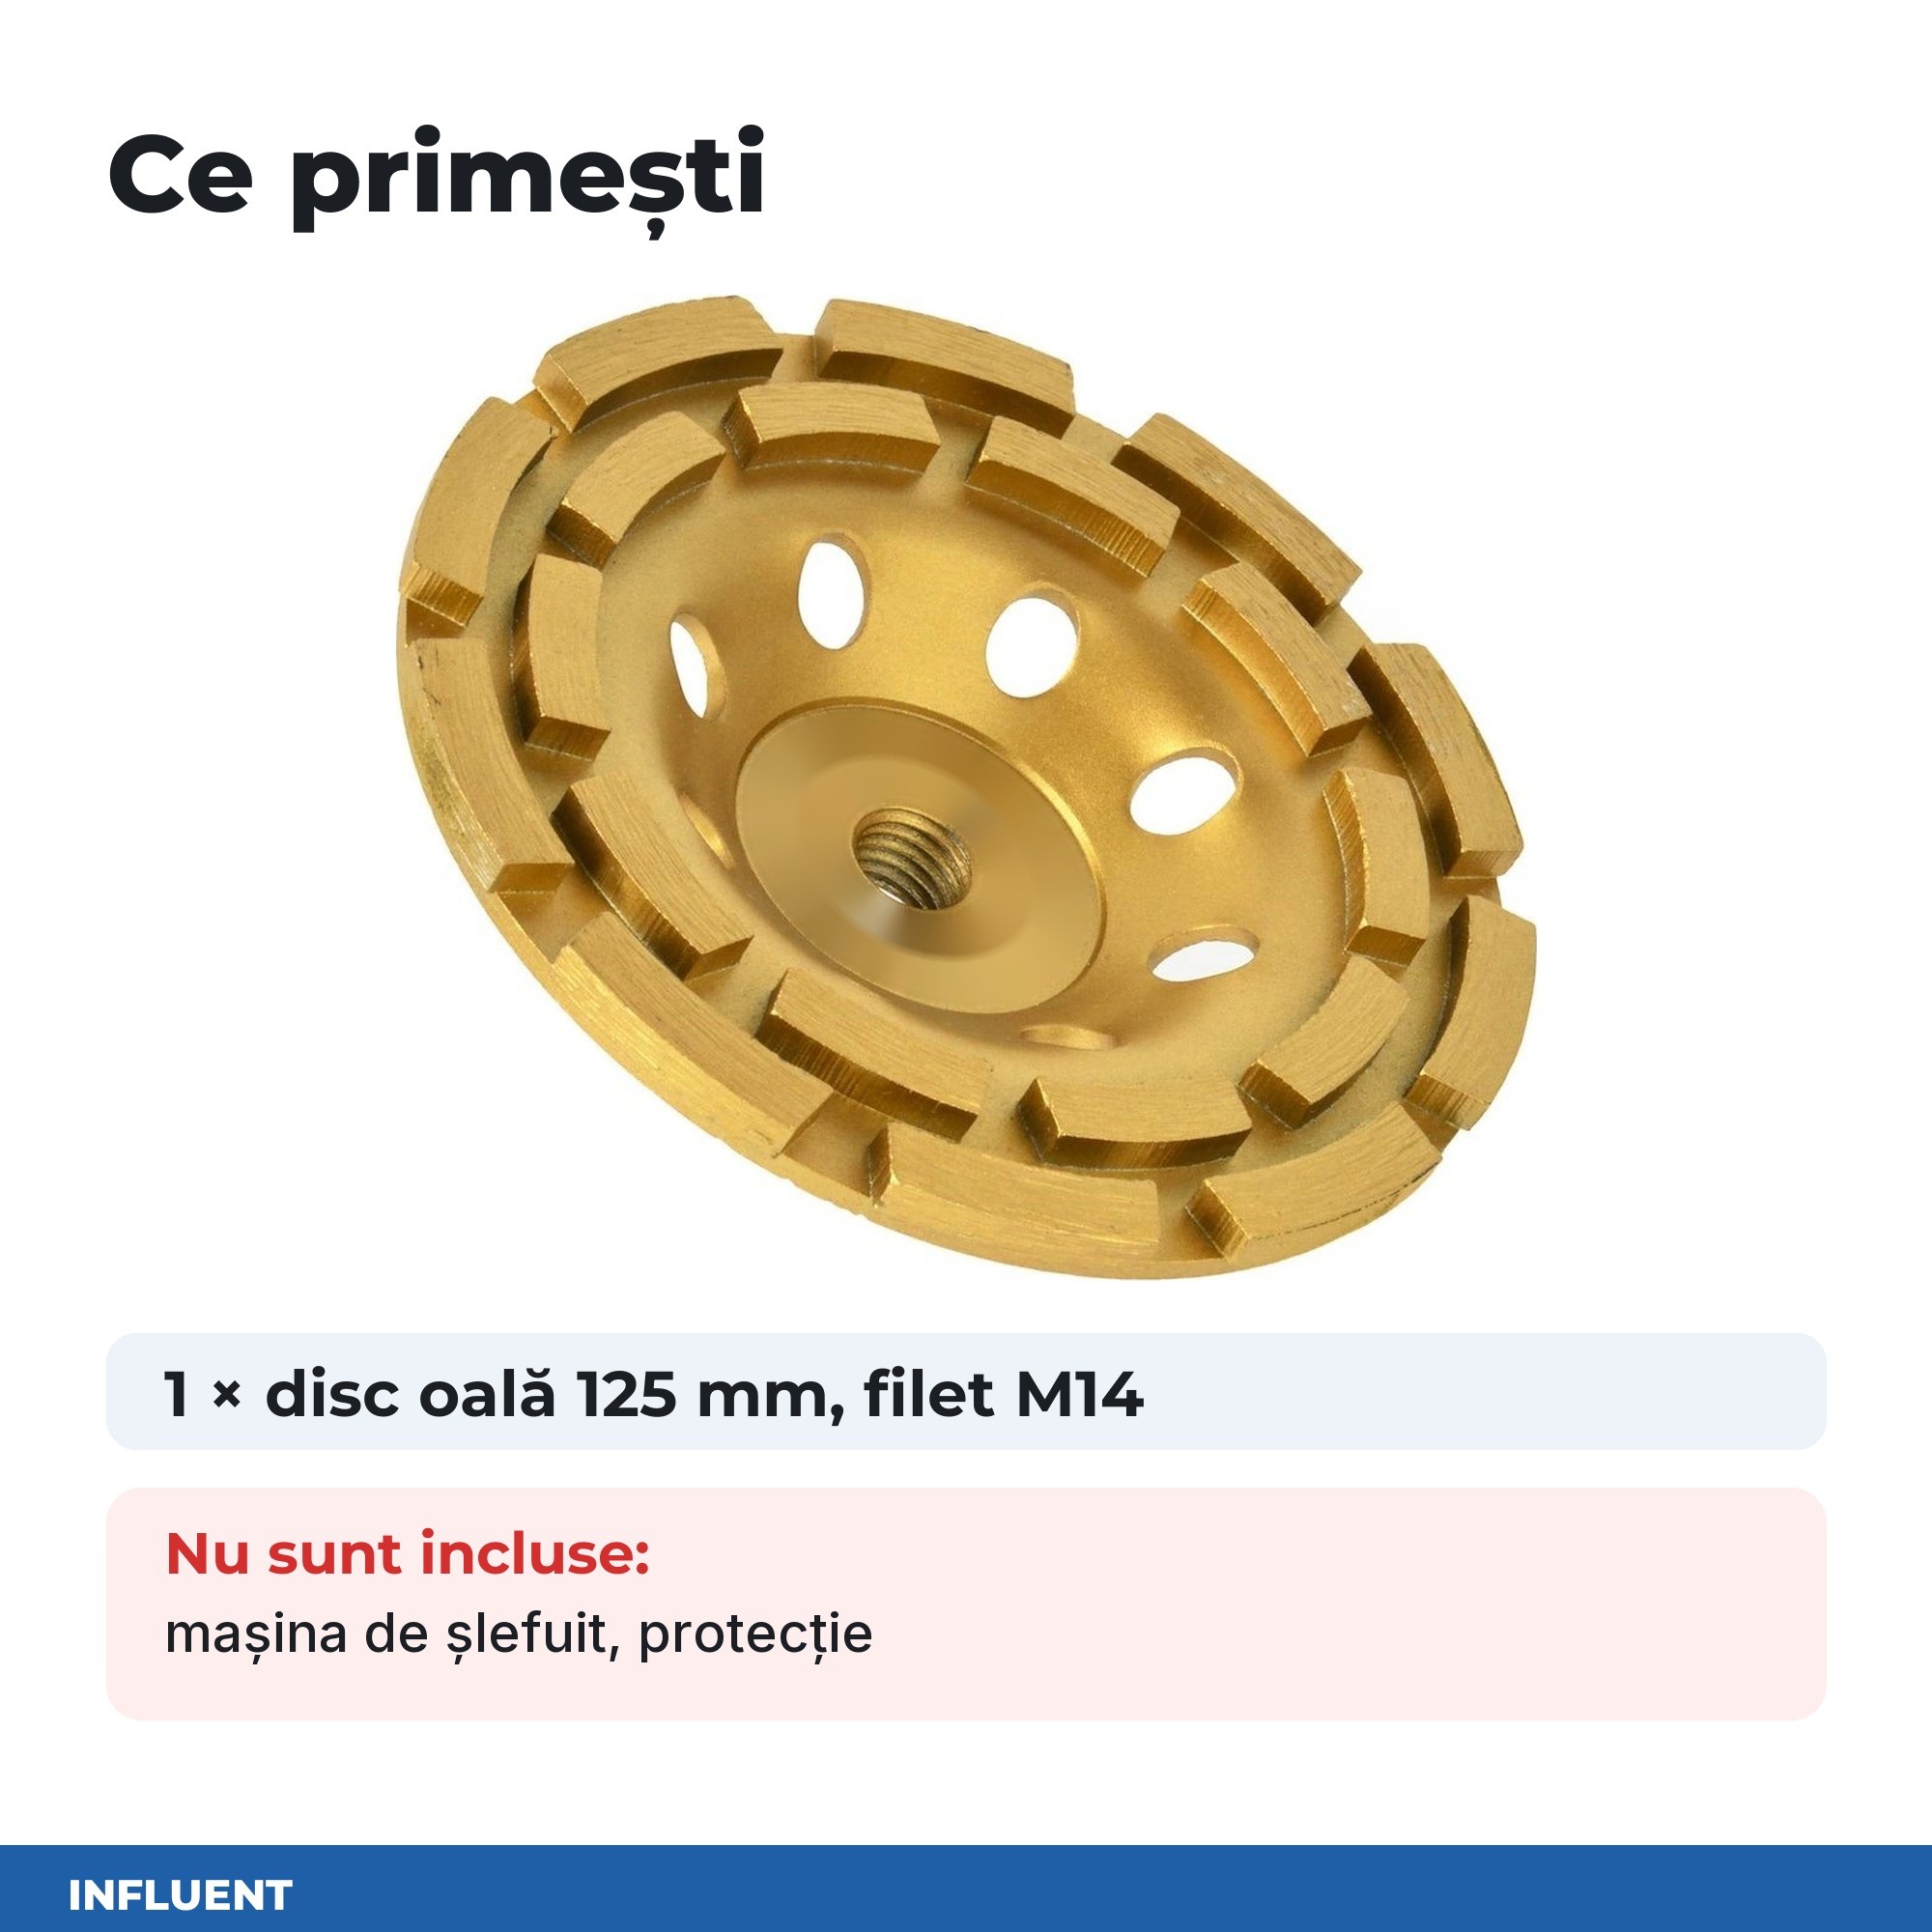 Ce primești
1 × disc oală 125 mm, filet M14
Nu sunt incluse:
mașina de șlefuit, protecție
INFLUENT